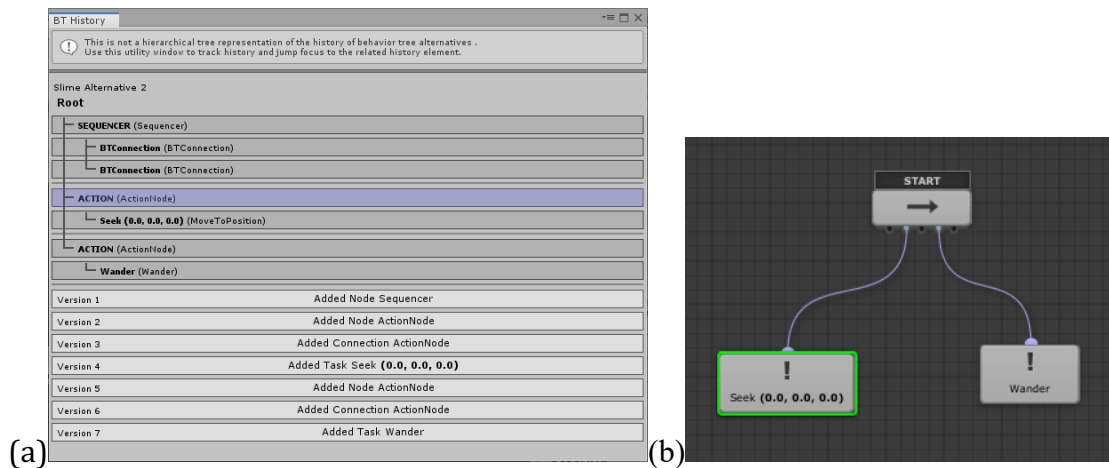 BT History
This is not a hierarchical tree representation of the history of behavior tree alternatives .
Use this utility window to track history and jump focus to the related history element.
Slime Alternative 2
Root
SEQUENCER (Sequencer)
BTConnection (BTConnection)
BTConnection (BTConnection)
ACTION (ActionNode)
Seek (0.0, 0.0, 0.0) (MoveToPosition)
ACTION (ActionNode)
Wander (Wander)
Version 1 Added Node Sequencer
Version 2 Added Node ActionNode
Version 3 Added Connection ActionNode
Version 4 Added Task Seek (0.0, 0.0, 0.0)
Version 5 Added Node ActionNode
Version 6 Added Connection ActionNode
Version 7 Added Task Wander
(a)
START
!
Seek (0.0, 0.0, 0.0)
!
Wander
(b)